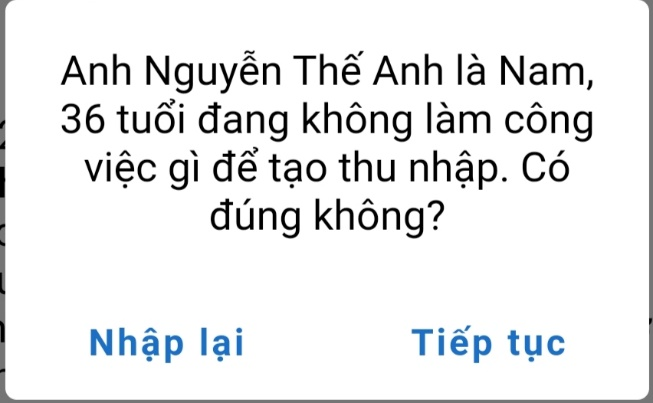 Anh Nguyễn Thế Anh là Nam,
36 tuổi đang không làm công
việc gì để tạo thu nhập. Có
đúng không?
Nhập lại
Tiếp tục